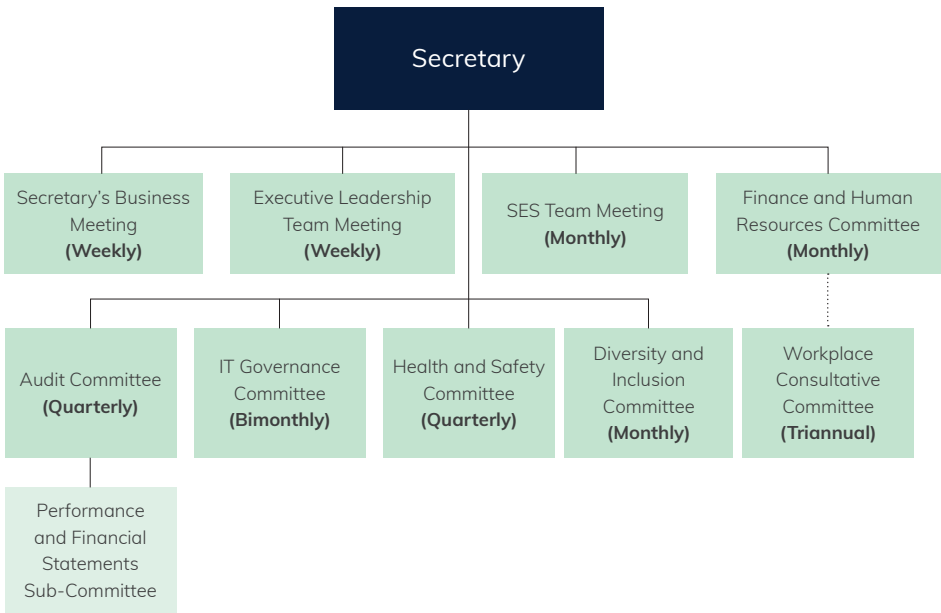 Secretary
Secretary’s Business
Meeting
(Weekly)
Executive Leadership
Team Meeting
(Weekly)
SES Team Meeting
(Monthly)
Finance and Human
Resources Committee
(Monthly)
Audit Committee
(Quarterly)
IT Governance
Committee
(Bimonthly)
Health and Safety
Committee
(Quarterly)
Diversity and
Inclusion
Committee
(Monthly)
Workplace
Consultative
Committee
(Triannual)
Performance
and Financial
Statements
Sub-Committee